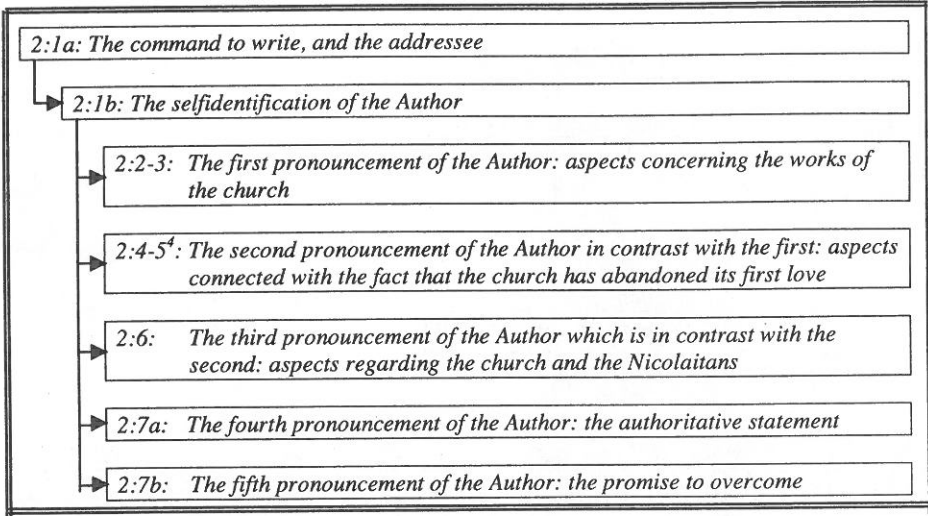 2:1a: The command to write, and the addressee
2:1b: The selfidentification of the Author
2:2-3: The first pronouncement of the Author: aspects concerning the works of
the church
2:4-5⁴: The second pronouncement of the Author in contrast with the first: aspects
connected with the fact that the church has abandoned its first love
2:6: The third pronouncement of the Author which is in contrast with the
second: aspects regarding the church and the Nicolaitans
2:7a: The fourth pronouncement of the Author: the authoritative statement
2:7b: The fifth pronouncement of the Author: the promise to overcome